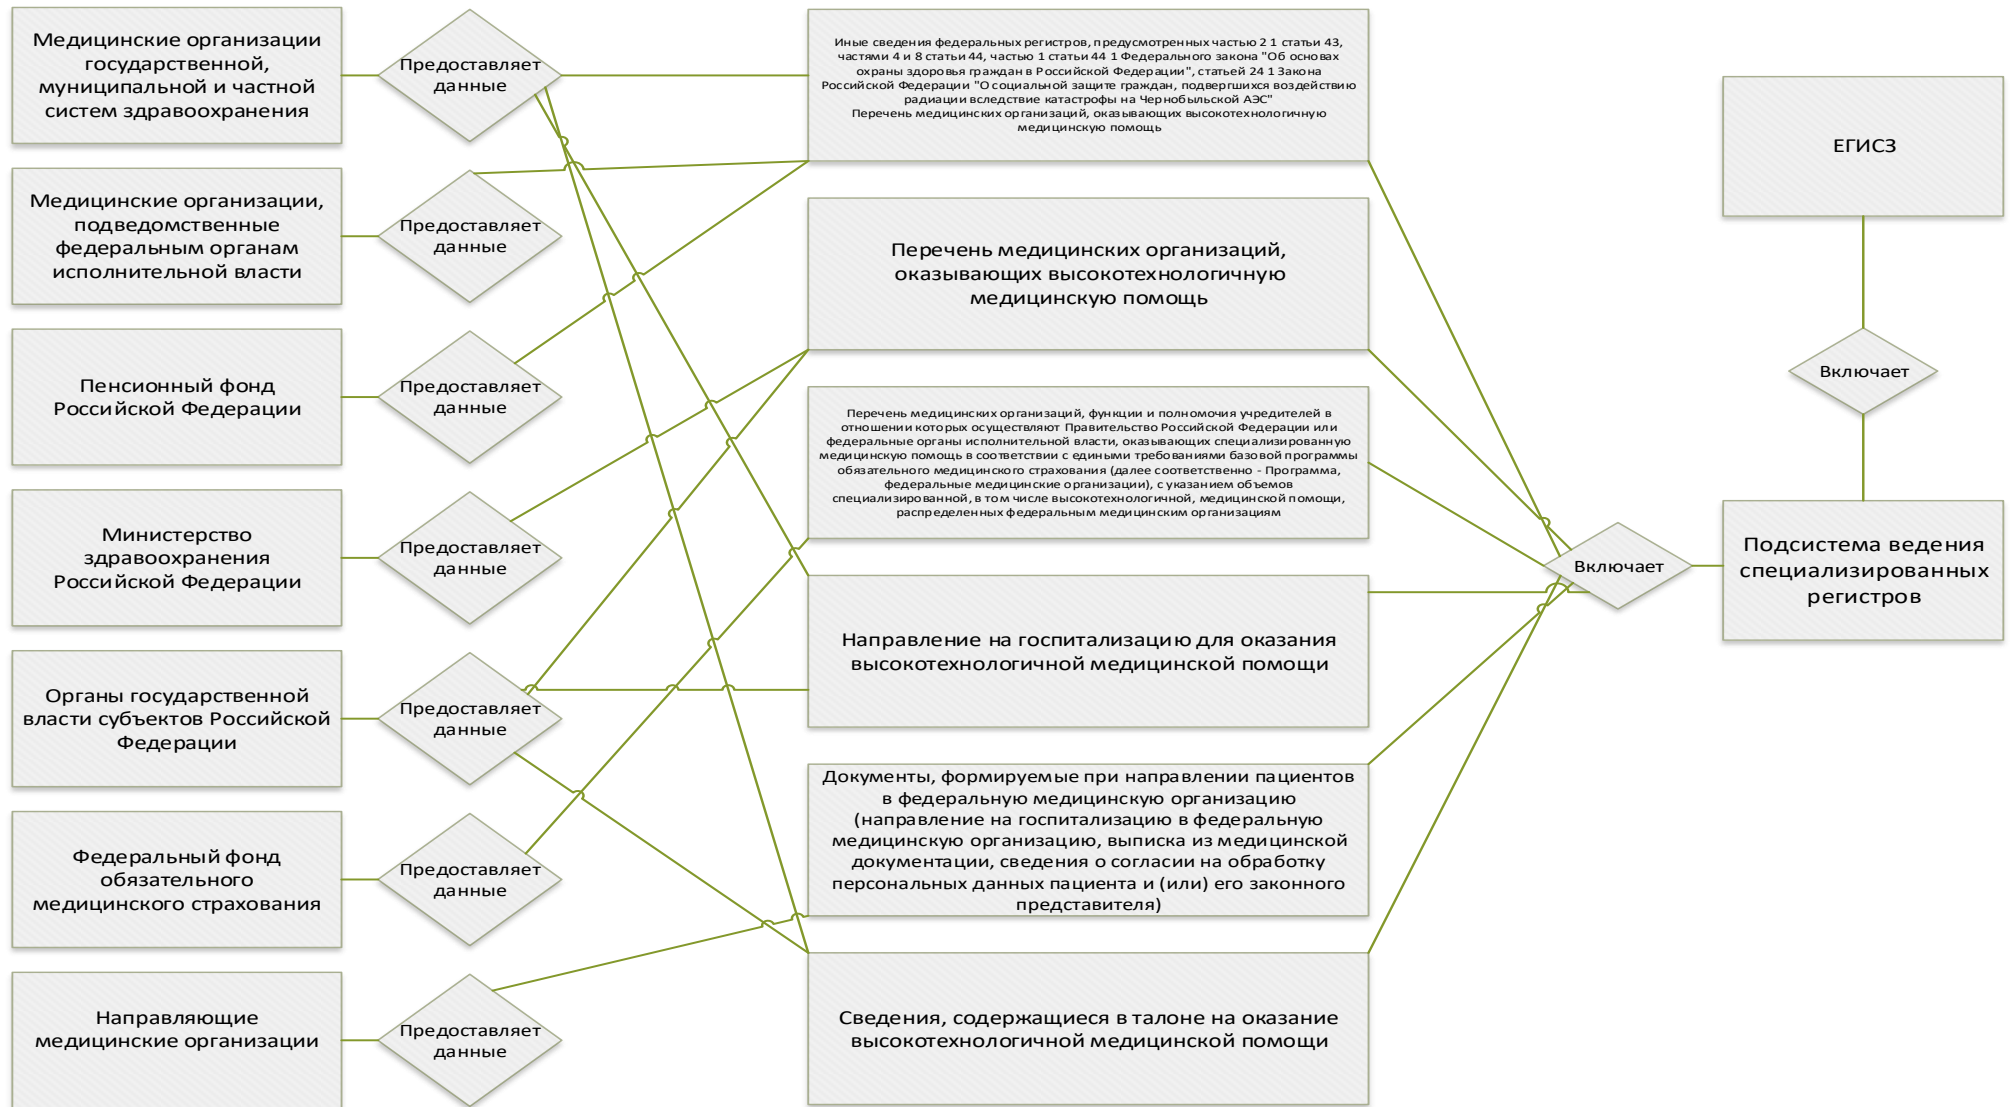 Медицинские организации
государственной,
муниципальной и частной
систем здравоохранения
Предоставляет
данные
Медицинские организации,
подведомственные
федеральным органам
исполнительной власти
Предоставляет
данные
Пенсионный фонд
Российской Федерации
Предоставляет
данные
Министерство
здравоохранения
Российской Федерации
Предоставляет
данные
Органы государственной
власти субъектов Российской
Федерации
Предоставляет
данные
Федеральный фонд
обязательного
медицинского страхования
Предоставляет
данные
Направляющие
медицинские организации
Предоставляет
данные
Иные сведения федеральных регистров, предусмотренных частью 2 1 статьи 43,
частями 4 и 8 статьи 44, частью 1 статьи 44 1 Федерального закона "Об основах
охраны здоровья граждан в Российской Федерации", статьей 24 1 Закона
Российской Федерации "О социальной защите граждан, подвергшихся воздействию
радиации вследствие катастрофы на Чернобыльской АЭС"
Перечень медицинских организаций, оказывающих высокотехнологичную
медицинскую помощь
Перечень медицинских организаций,
оказывающих высокотехнологичную
медицинскую помощь
Перечень медицинских организаций, функции и полномочия учредителей в
отношении которых осуществляют Правительство Российской Федерации или
федеральные органы исполнительной власти, оказывающих специализированную
медицинскую помощь в соответствии с едиными требованиями базовой программы
обязательного медицинского страхования (далее соответственно - Программа,
федеральные медицинские организации), с указанием объемов
специализированной, в том числе высокотехнологичной, медицинской помощи,
распределенных федеральным медицинским организациям
Направление на госпитализацию для оказания
высокотехнологичной медицинской помощи
Документы, формируемые при направлении пациентов
в федеральную медицинскую организацию
(направление на госпитализацию в федеральную
медицинскую организацию, выписка из медицинской
документации, сведения о согласии на обработку
персональных данных пациента и (или) его законного
представителя)
Сведения, содержащиеся в талоне на оказание
высокотехнологичной медицинской помощи
Включает
ЕГИСЗ
Включает
Подсистема ведения
специализированных
регистров